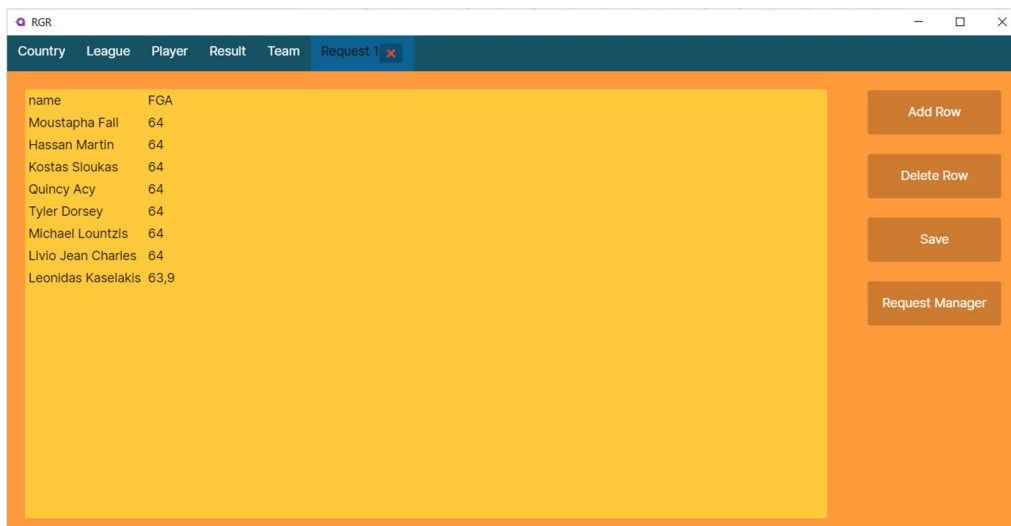 RGR
Country League Player Result Team Request 1
name FGA
Moustapha Fall 64
Hassan Martin 64
Kostas Sloukas 64
Quincy Acy 64
Tyler Dorsey 64
Michael Lountzis 64
Livio Jean Charles 64
Leonidas Kaselakis 63,9
Add Row
Delete Row
Save
Request Manager